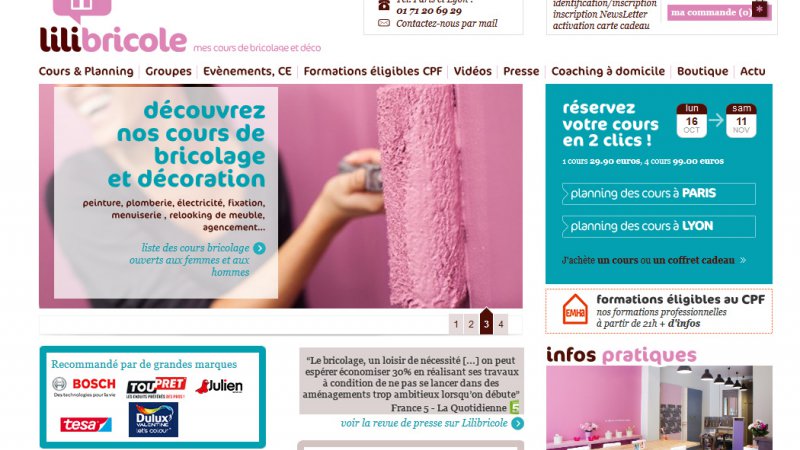 Tél. Paris et Lyon :
01 71 20 69 29
Contactez-nous par mail
identification/inscription
inscription NewsLetter
activation carte cadeau
ma commande (0)
lilibricole
mes cours de bricolage et déco
Cours & Planning
Groupes
Evènements, CE
Formations éligibles CPF
Vidéos
Presse
Coaching à domicile
Boutique
Actu
découvrez
nos cours de
bricolage
et décoration
peinture, plomberie, électricité, fixation,
menuiserie , relooking de meuble,
agencement...
liste des cours bricolage
ouverts aux femmes et aux
hommes
1 2 3 4
réservez
votre cours
en 2 clics !
lun
16
OCT
sam
11
NOV
1 cours 29.90 euros, 4 cours 99.00 euros
planning des cours à PARIS
planning des cours à LYON
J'achète un cours ou un coffret cadeau »
EMHa
formations éligibles au CPF
nos formations professionnelles
à partir de 21h + d'infos
Recommandé par de grandes marques
BOSCH
Des technologies pour la vie
TOUPRET
LES ENDUITS PRÉFÉRÉS DES PROS !
Julien
tesa
Dulux
VALENTINE
let's colour
"Le bricolage, un loisir de nécessité [...] on peut
espérer économiser 30% en réalisant ses travaux
à condition de ne pas se lancer dans des
aménagements trop ambitieux lorsqu'on débute"
France 5 - La Quotidienne 5
voir la revue de presse sur Lilibricole
infos pratiques